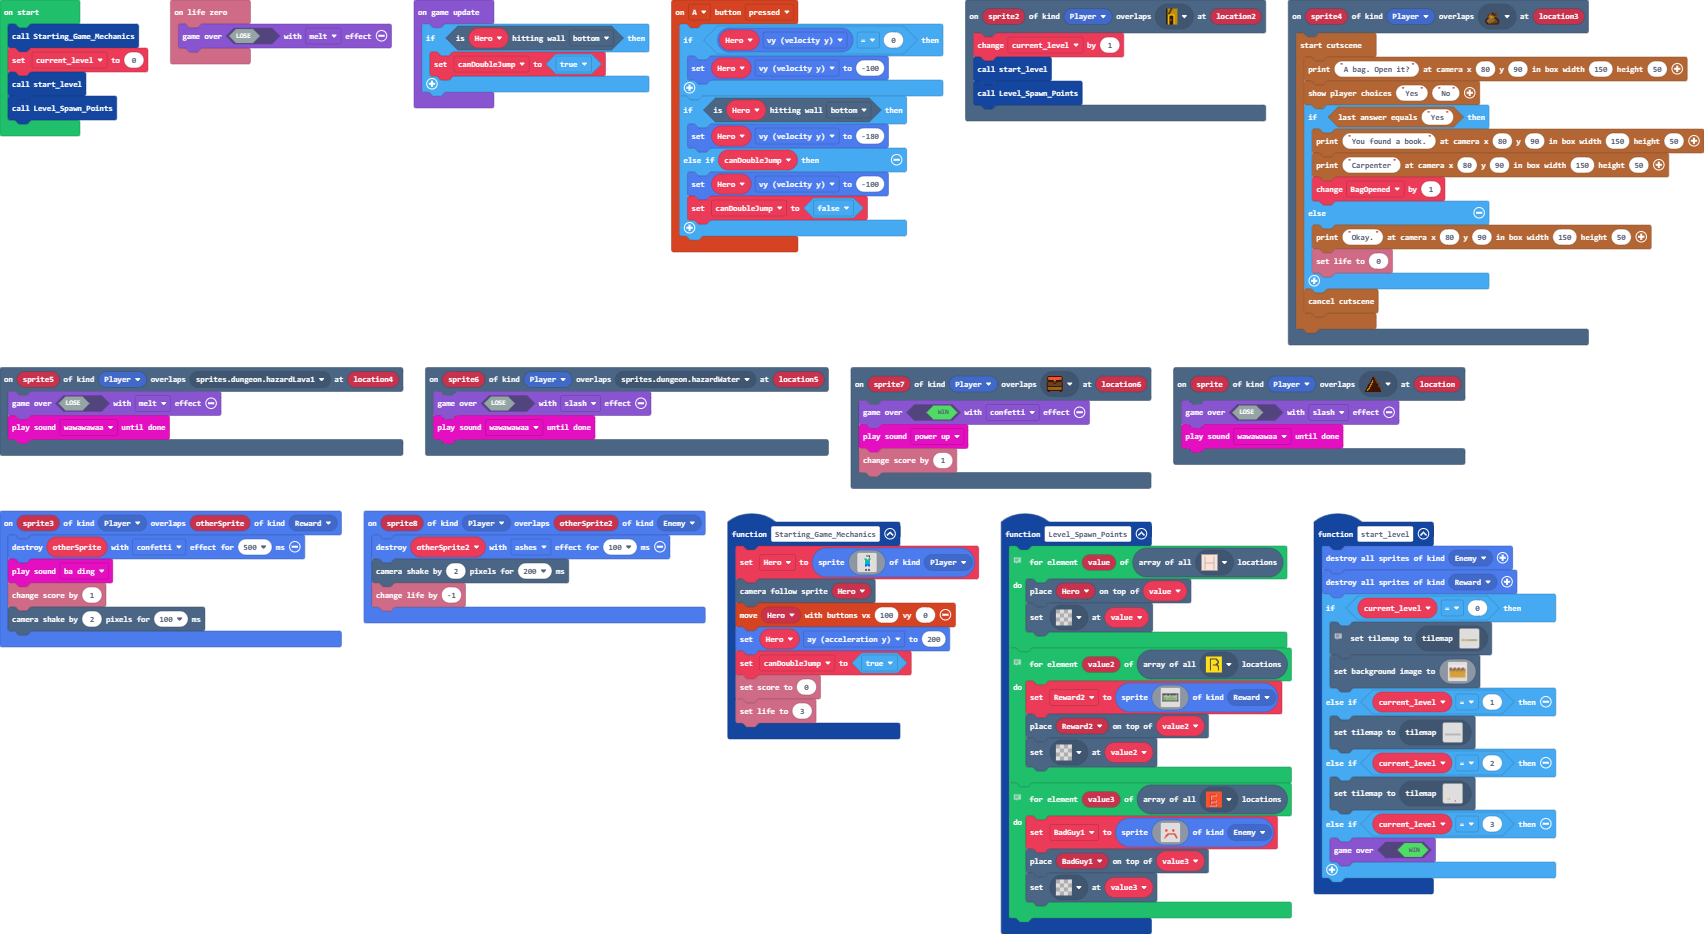 on start
call Starting_Game_Mechanics
set current_level to 0
call start_level
call Level_Spawn_Points
on life zero
game over LOSE with melt effect
on game update
if is Hero hitting wall bottom then
set canDoubleJump to true
on A button pressed
if Hero vy (velocity y) = 0 then
set Hero vy (velocity y) to -100
if is Hero hitting wall bottom then
set Hero vy (velocity y) to -180
else if canDoubleJump then
set Hero vy (velocity y) to -100
set canDoubleJump to false
on sprite2 of kind Player overlaps at location2
change current_level by 1
call start_level
call Level_Spawn_Points
on sprite4 of kind Player overlaps at location3
start cutscene
print "A bag. Open it?" at camera x 80 y 90 in box width 150 height 50
show player choices "Yes" "No"
if last answer equals "Yes" then
print "You found a book." at camera x 80 y 90 in box width 150 height 50
print "Carpenter" at camera x 80 y 90 in box width 150 height 50
change BagOpened by 1
else
print "Okay." at camera x 80 y 90 in box width 150 height 50
set life to 0
cancel cutscene
on sprite5 of kind Player overlaps sprites.dungeon.hazardLava1 at location4
game over LOSE with melt effect
play sound wawawawaa until done
on sprite6 of kind Player overlaps sprites.dungeon.hazardWater at location5
game over LOSE with slash effect
play sound wawawawaa until done
on sprite7 of kind Player overlaps at location6
game over WIN with confetti effect
play sound power up
change score by 1
on sprite of kind Player overlaps at location
game over LOSE with slash effect
play sound wawawawaa until done
on sprite3 of kind Player overlaps otherSprite of kind Reward
destroy otherSprite with confetti effect for 500 ms
play sound ba ding
change score by 1
camera shake by 2 pixels for 100 ms
on sprite8 of kind Player overlaps otherSprite2 of kind Enemy
destroy otherSprite2 with ashes effect for 100 ms
camera shake by 2 pixels for 200 ms
change life by -1
function Starting_Game_Mechanics
set Hero to sprite of kind Player
camera follow sprite Hero
move Hero with buttons vx 100 vy 0
set Hero ay (acceleration y) to 200
set canDoubleJump to true
set score to 0
set life to 3
function Level_Spawn_Points
for element value of array of all locations
do
place Hero on top of value
set at value
for element value2 of array of all R locations
do
set Reward2 to sprite of kind Reward
place Reward2 on top of value2
set at value2
for element value3 of array of all E locations
do
set BadGuy1 to sprite of kind Enemy
place BadGuy1 on top of value3
set at value3
function start_level
destroy all sprites of kind Enemy
destroy all sprites of kind Reward
if current_level = 0 then
set tilemap to tilemap
set background image to
else if current_level = 1 then
set tilemap to tilemap
else if current_level = 2 then
set tilemap to tilemap
else if current_level = 3 then
game over WIN